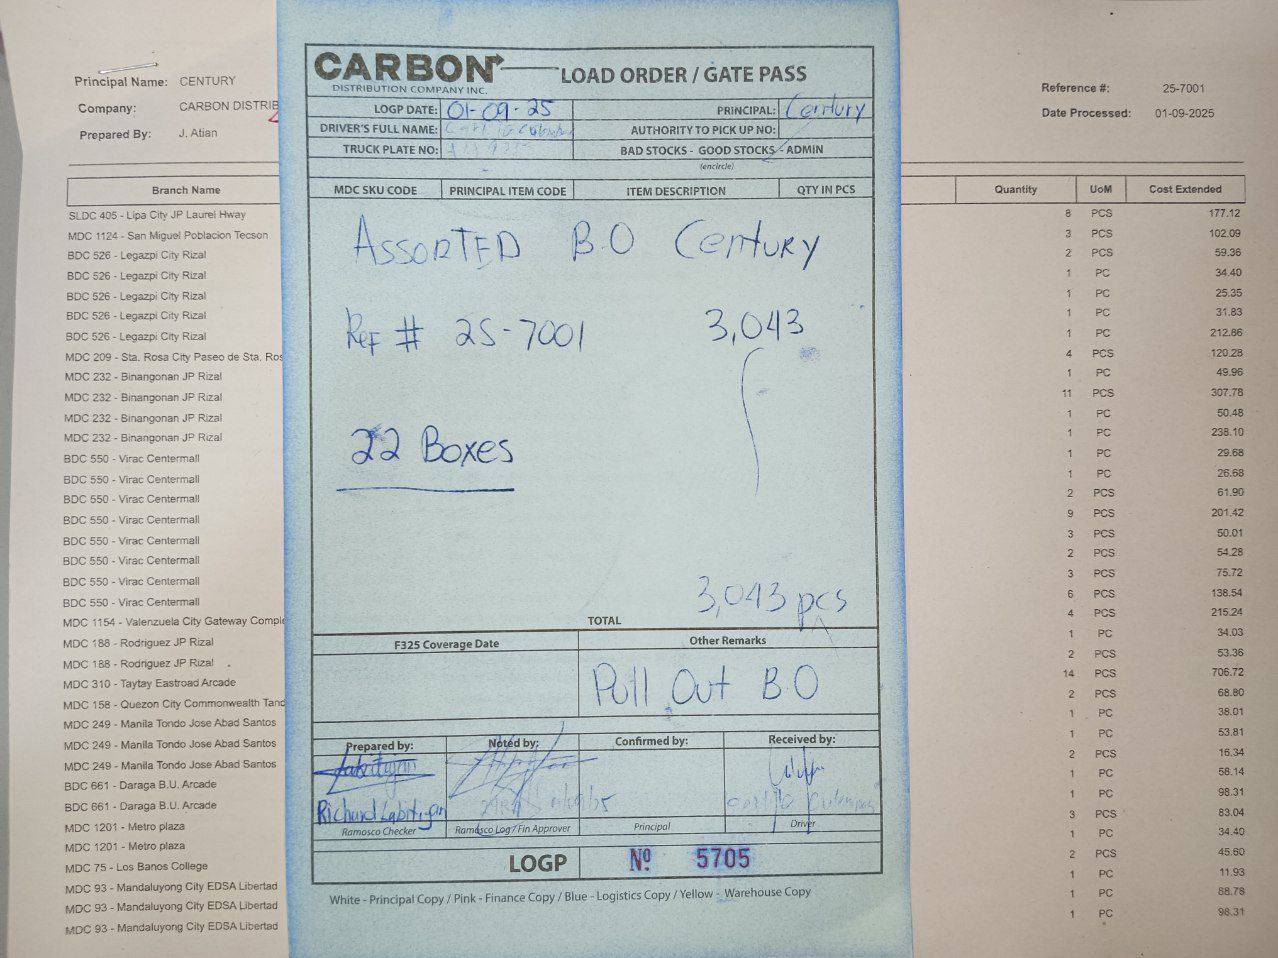 Principal Name: CENTURY
Company: CARBON DISTRIB
Prepared By: J. Atian
Reference #: 25-7001
Date Processed: 01-09-2025
CARBON
DISTRIBUTION COMPANY INC.
LOAD ORDER / GATE PASS
LOGP DATE: 01-09-25 PRINCIPAL: Century
DRIVER'S FULL NAME: AUTHORITY TO PICK UP NO:
TRUCK PLATE NO: BAD STOCKS - GOOD STOCKS - ADMIN
(encircle)
MDC SKU CODE PRINCIPAL ITEM CODE ITEM DESCRIPTION QTY IN PCS
ASSORTED B.O Century
Ref # 25-7001 3,043
22 Boxes
3,043 pcs
TOTAL
F325 Coverage Date Other Remarks
Pull Out B.O
Prepared by: Noted by: Confirmed by: Received by:
Richard Labitigan
Ramosco Checker Ramosco Log / Fin Approver Principal Driver
LOGP Nº 5705
White - Principal Copy / Pink - Finance Copy / Blue - Logistics Copy / Yellow - Warehouse Copy
Branch Name Quantity UoM Cost Extended
SLDC 405 - Lipa City JP Laurel Hway 8 PCS 177.12
MDC 1124 - San Miguel Poblacion Tecson 3 PCS 102.09
BDC 526 - Legazpi City Rizal 2 PCS 59.36
BDC 526 - Legazpi City Rizal 1 PC 34.40
BDC 526 - Legazpi City Rizal 1 PC 25.35
BDC 526 - Legazpi City Rizal 1 PC 31.83
BDC 526 - Legazpi City Rizal 1 PC 212.86
MDC 209 - Sta. Rosa City Paseo de Sta. Ros 4 PCS 120.28
MDC 232 - Binangonan JP Rizal 1 PC 49.96
MDC 232 - Binangonan JP Rizal 11 PCS 307.78
MDC 232 - Binangonan JP Rizal 1 PC 50.48
MDC 232 - Binangonan JP Rizal 1 PC 238.10
BDC 550 - Virac Centermall 1 PC 29.68
BDC 550 - Virac Centermall 1 PC 26.68
BDC 550 - Virac Centermall 2 PCS 61.90
BDC 550 - Virac Centermall 9 PCS 201.42
BDC 550 - Virac Centermall 3 PCS 50.01
BDC 550 - Virac Centermall 2 PCS 54.28
BDC 550 - Virac Centermall 3 PCS 75.72
BDC 550 - Virac Centermall 6 PCS 138.54
MDC 1154 - Valenzuela City Gateway Comple 4 PCS 215.24
MDC 188 - Rodriguez JP Rizal 1 PC 34.03
MDC 188 - Rodriguez JP Rizal 2 PCS 53.36
MDC 310 - Taytay Eastroad Arcade 14 PCS 706.72
MDC 158 - Quezon City Commonwealth Tand 2 PCS 68.80
MDC 249 - Manila Tondo Jose Abad Santos 1 PC 38.01
MDC 249 - Manila Tondo Jose Abad Santos 1 PC 53.81
MDC 249 - Manila Tondo Jose Abad Santos 2 PCS 16.34
BDC 661 - Daraga B.U. Arcade 1 PC 58.14
BDC 661 - Daraga B.U. Arcade 1 PC 98.31
MDC 1201 - Metro plaza 3 PCS 83.04
MDC 1201 - Metro plaza 1 PC 34.40
MDC 75 - Los Banos College 2 PCS 45.60
MDC 93 - Mandaluyong City EDSA Libertad 1 PC 11.93
MDC 93 - Mandaluyong City EDSA Libertad 1 PC 88.78
MDC 93 - Mandaluyong City EDSA Libertad 1 PC 98.31